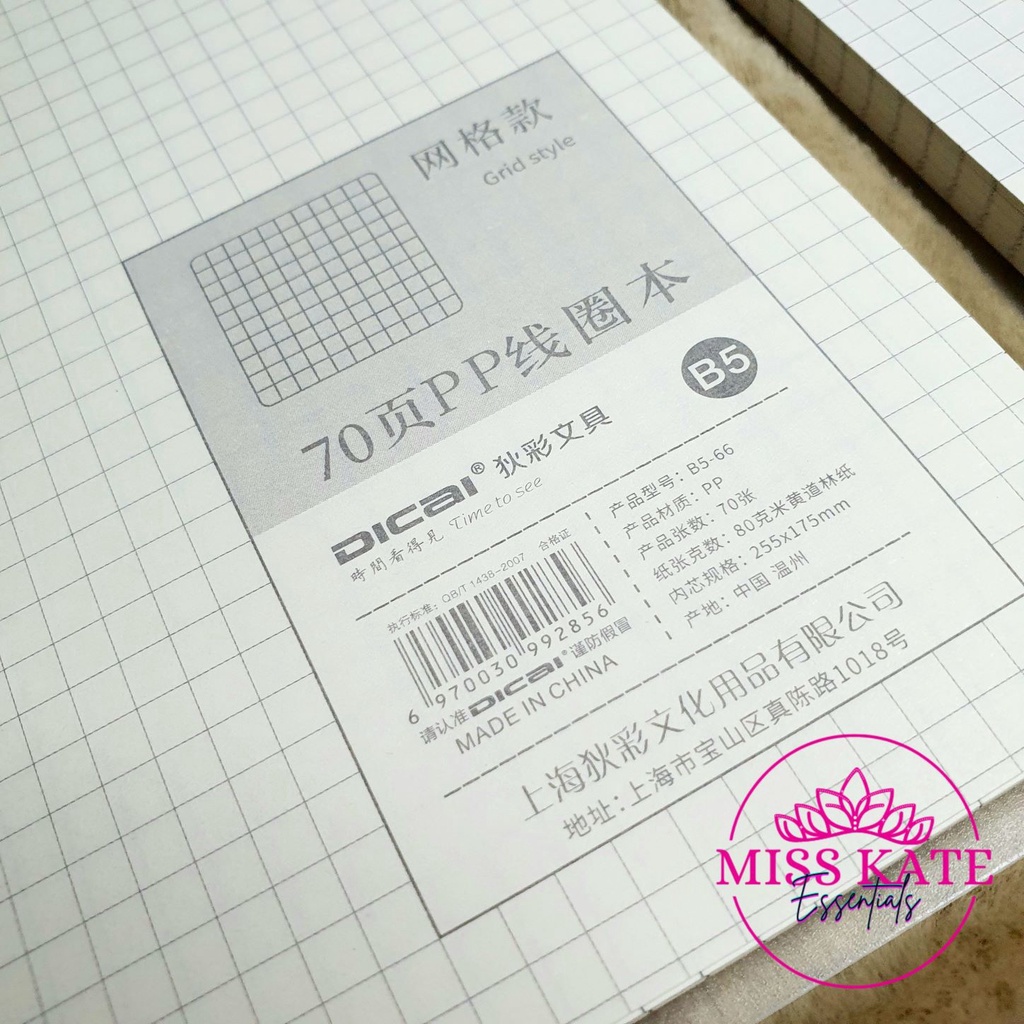 网格款
Grid style
70页PP线圈本
B5
DICAI® 狄彩文具
時間看得見 Time to see
执行标准：QB/T 1438-2007 合格证
6 970030 992856
请认准DICAI®谨防假冒
MADE IN CHINA
产品型号：B5-66
产品材质：PP
产品张数：70张
纸张克数：80克米黄道林纸
内芯规格：255x175mm
产地：中国 温州
上海狄彩文化用品有限公司
地址：上海市宝山区真陈路1018号
MISS KATE
Essentials